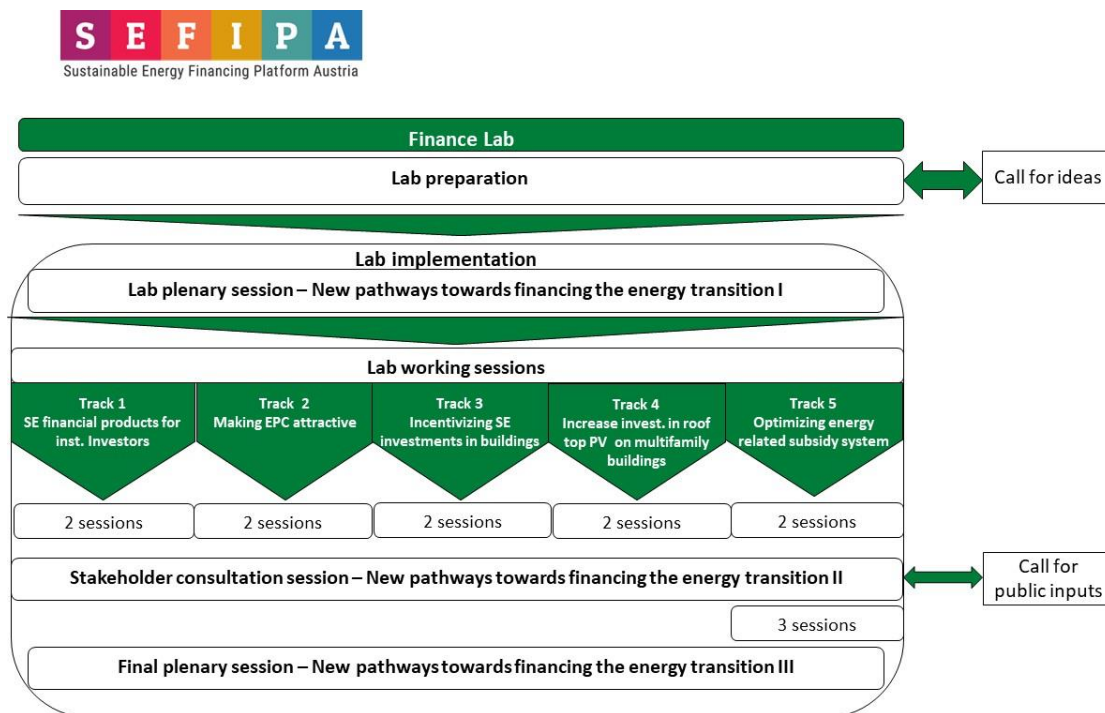 S E F I P A
Sustainable Energy Financing Platform Austria
Finance Lab
Lab preparation
Call for ideas
Lab implementation
Lab plenary session – New pathways towards financing the energy transition I
Lab working sessions
Track 1
SE financial products for
inst. Investors
Track 2
Making EPC attractive
Track 3
Incentivizing SE
investments in buildings
Track 4
Increase invest. in roof
top PV on multifamily
buildings
Track 5
Optimizing energy
related subsidy system
2 sessions
2 sessions
2 sessions
2 sessions
2 sessions
Stakeholder consultation session – New pathways towards financing the energy transition II
Call for
public inputs
3 sessions
Final plenary session – New pathways towards financing the energy transition III